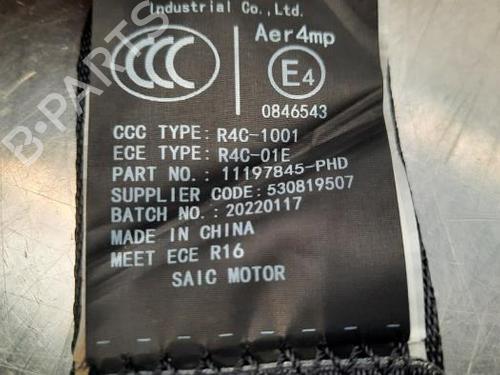 Industrial Co.,Ltd.
CCC
Aer4mp
E4
0846543
CCC TYPE: R4C-1001
ECE TYPE: R4C-01E
PART NO.: 11197845-PHD
SUPPLIER CODE: 530819507
BATCH NO.: 20220117
MADE IN CHINA
MEET ECE R16
SAIC MOTOR
B-PARTS